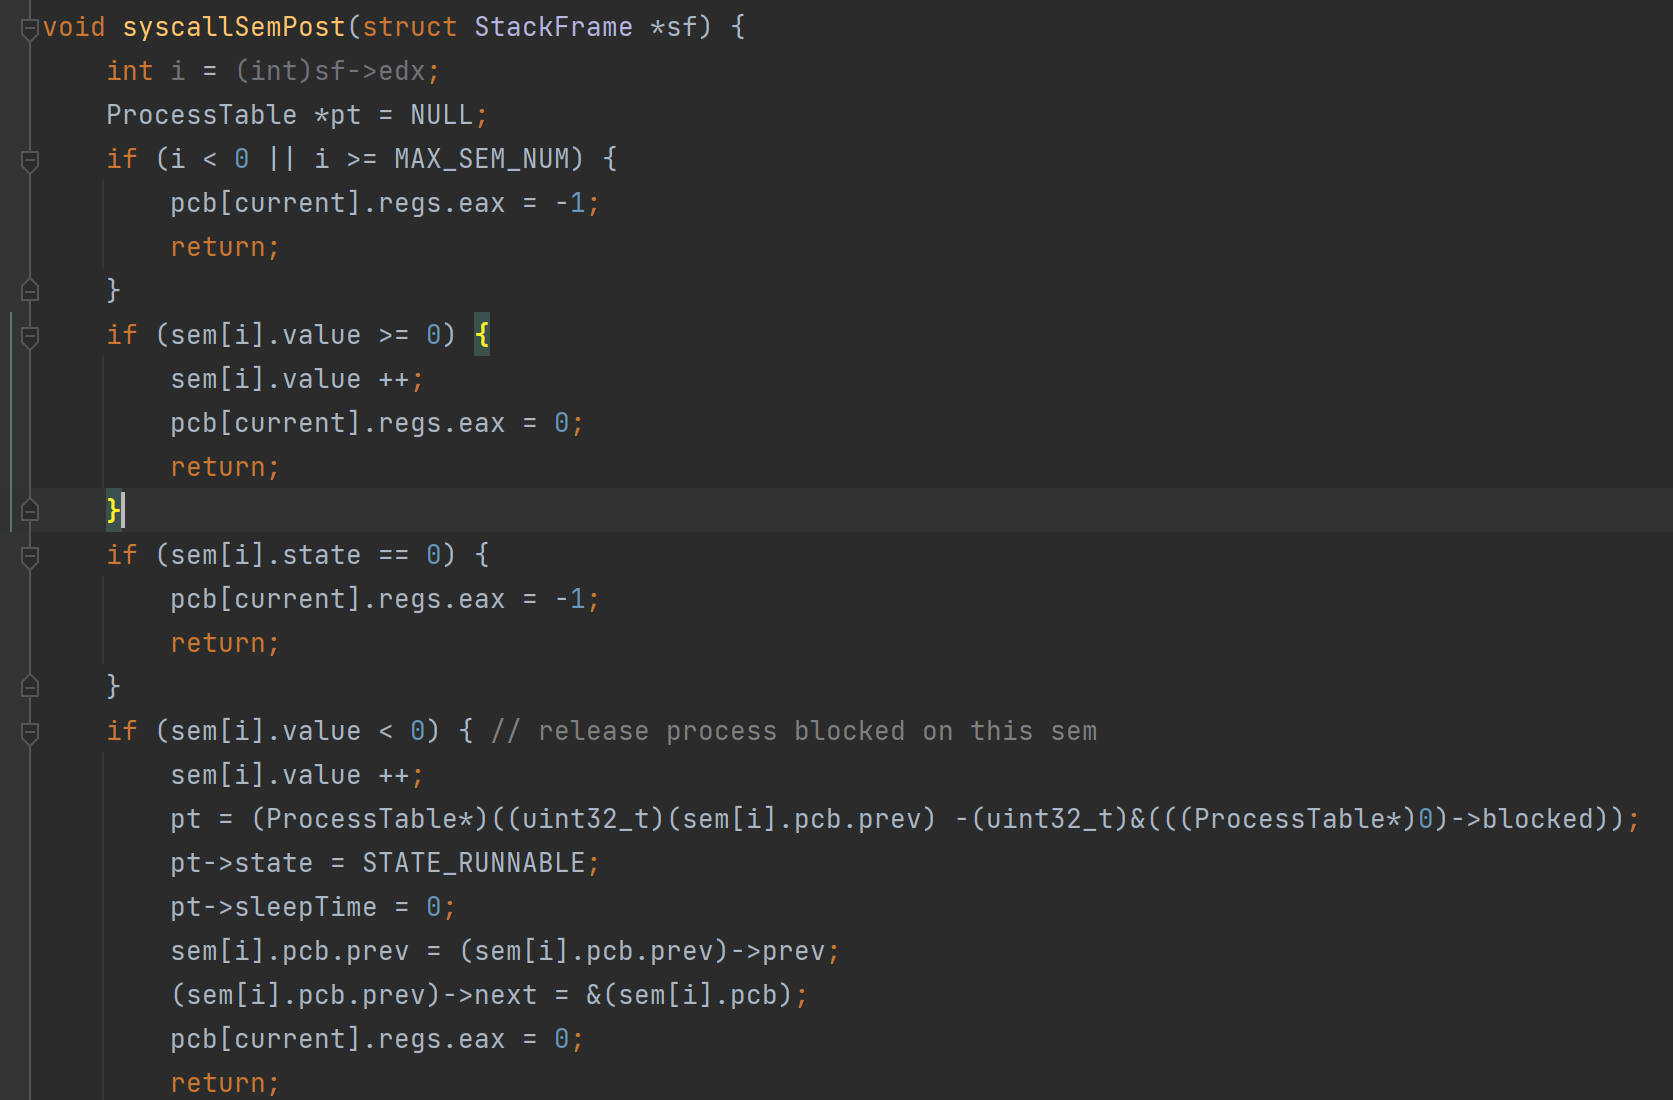 void syscallSemPost(struct StackFrame *sf) {
    int i = (int)sf->edx;
    ProcessTable *pt = NULL;
    if (i < 0 || i >= MAX_SEM_NUM) {
        pcb[current].regs.eax = -1;
        return;
    }
    if (sem[i].value >= 0) {
        sem[i].value ++;
        pcb[current].regs.eax = 0;
        return;
    }
    if (sem[i].state == 0) {
        pcb[current].regs.eax = -1;
        return;
    }
    if (sem[i].value < 0) { // release process blocked on this sem
        sem[i].value ++;
        pt = (ProcessTable*)((uint32_t)(sem[i].pcb.prev) -(uint32_t)&(((ProcessTable*)0)->blocked));
        pt->state = STATE_RUNNABLE;
        pt->sleepTime = 0;
        sem[i].pcb.prev = (sem[i].pcb.prev)->prev;
        (sem[i].pcb.prev)->next = &(sem[i].pcb);
        pcb[current].regs.eax = 0;
        return;